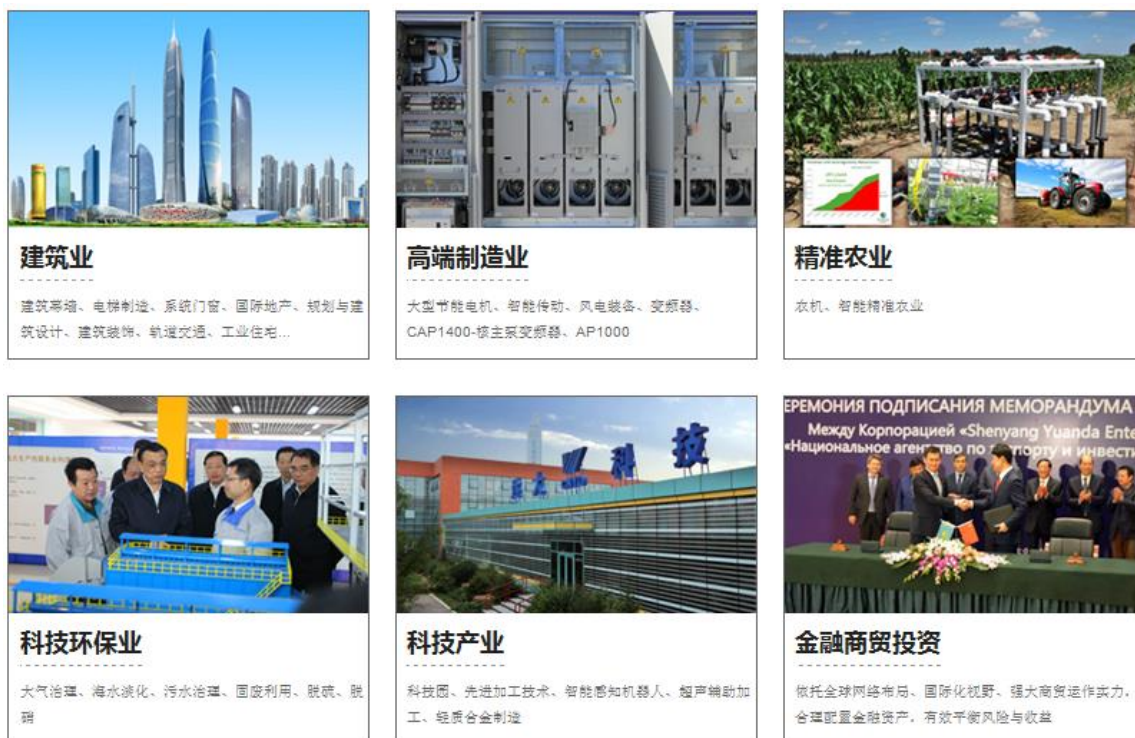 建筑业
建筑幕墙、电梯制造、系统门窗、国际地产、规划与建
筑设计、建筑装饰、轨道交通、工业住宅...
高端制造业
大型节能电机、智能传动、风电装备、变频器、
CAP1400-核主泵变频器、AP1000
精准农业
农机、智能精准农业
科技环保业
大气治理、海水淡化、污水治理、固废利用、脱硫、脱
硝
远大
科技
科技产业
科技园、先进加工技术、智能感知机器人、超声辅助加
工、轻质合金制造
ЕРЕМОНИЯ ПОДПИСАНИЯ МЕМОРАНДУМА
Между Корпорацией «Shenyang Yuanda Ente
«Национальное агентство по экспорту и инвести
金融商贸投资
依托全球网络布局、国际化视野、强大商贸运作实力，
合理配置金融资产，有效平衡风险与收益